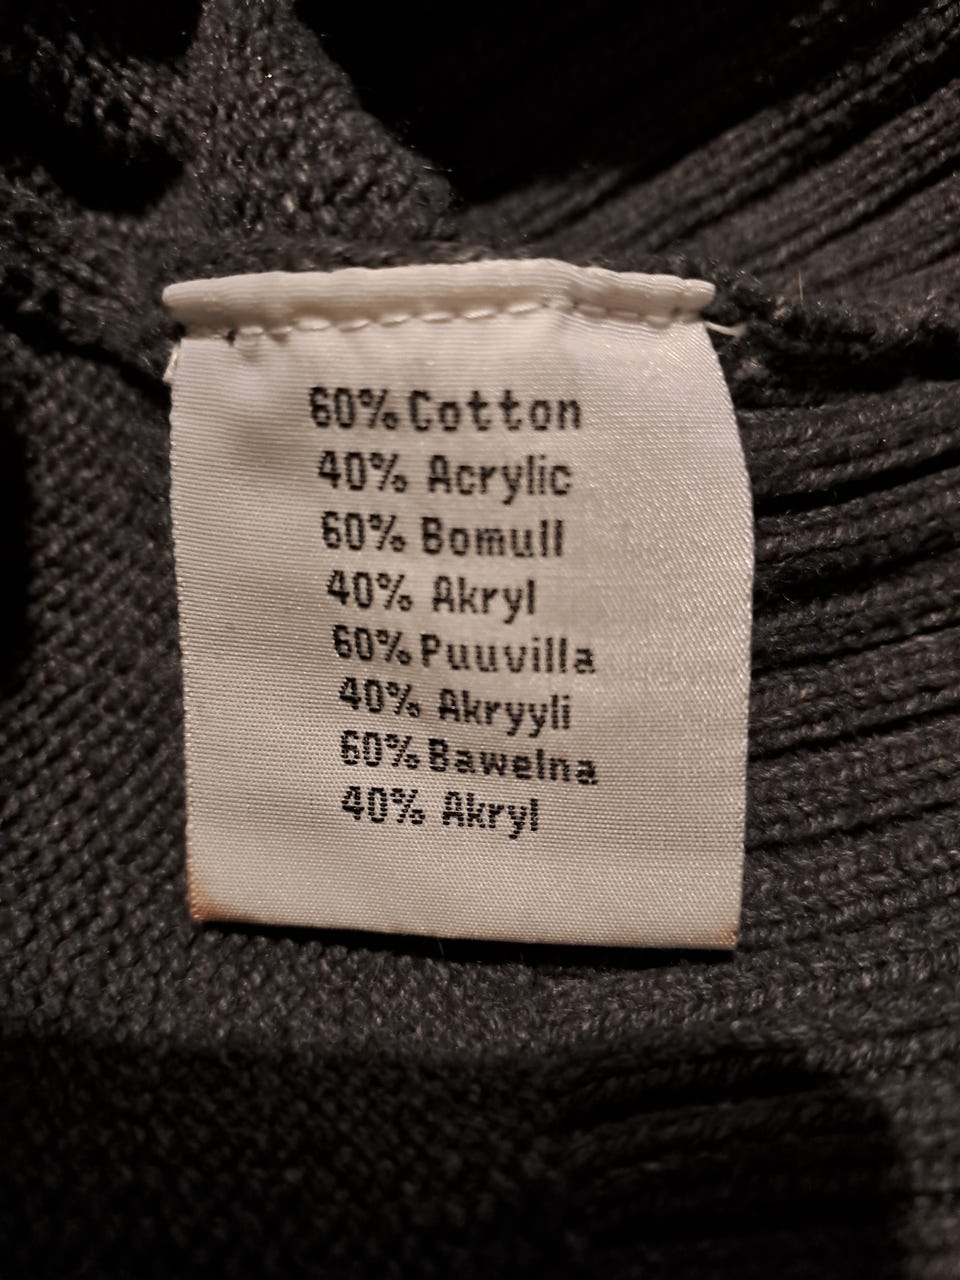 60% Cotton
40% Acrylic
60% Bomull
40% Akryl
60% Puuvilla
40% Akryyli
60% Bawelna
40% Akryl